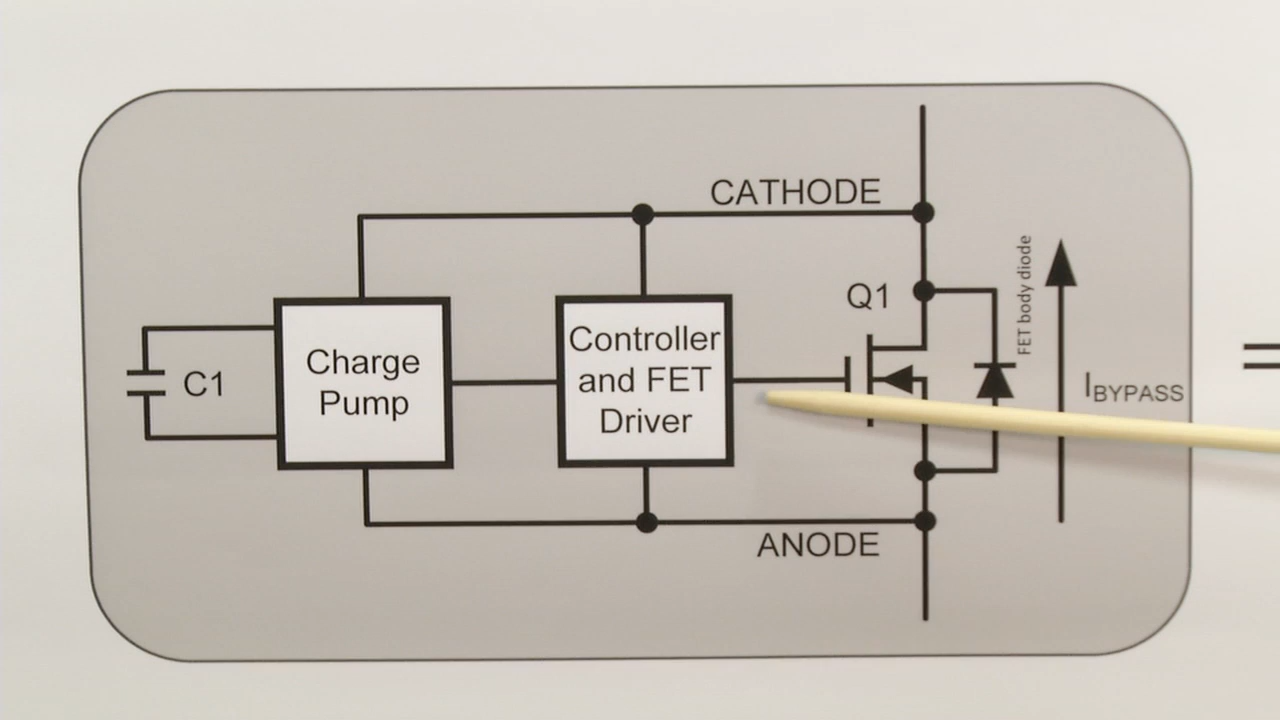 CATHODE
Q1
FET body diode
Charge
Pump
C1
Controller
and FET
Driver
IBYPASS
ANODE